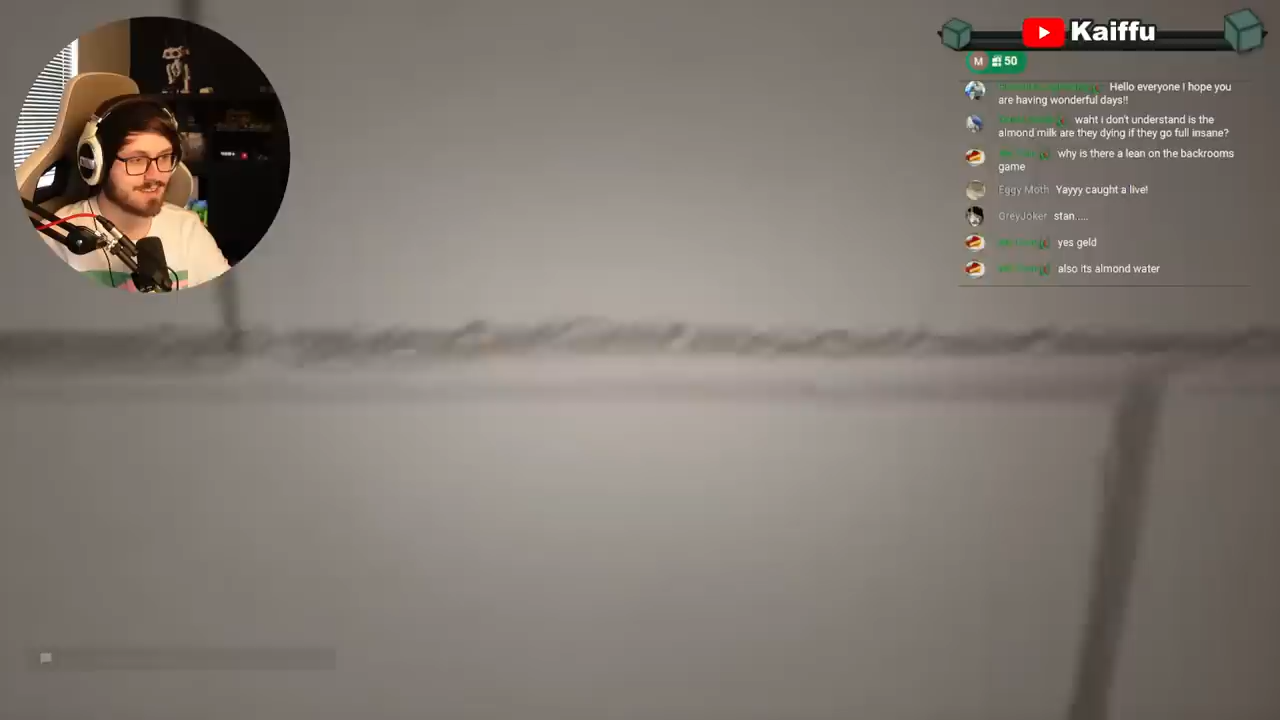 Kaiffu
M 50
Hello everyone I hope you
are having wonderful days!!
waht i don't understand is the
almond milk are they dying if they go full insane?
why is there a lean on the backrooms
game
Eggy Moth Yayyy caught a live!
GreyJoker stan.....
yes geld
also its almond water